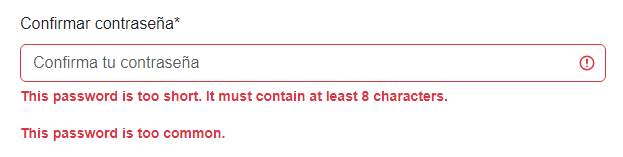 Confirmar contraseña*
Confirma tu contraseña
This password is too short. It must contain at least 8 characters.
This password is too common.